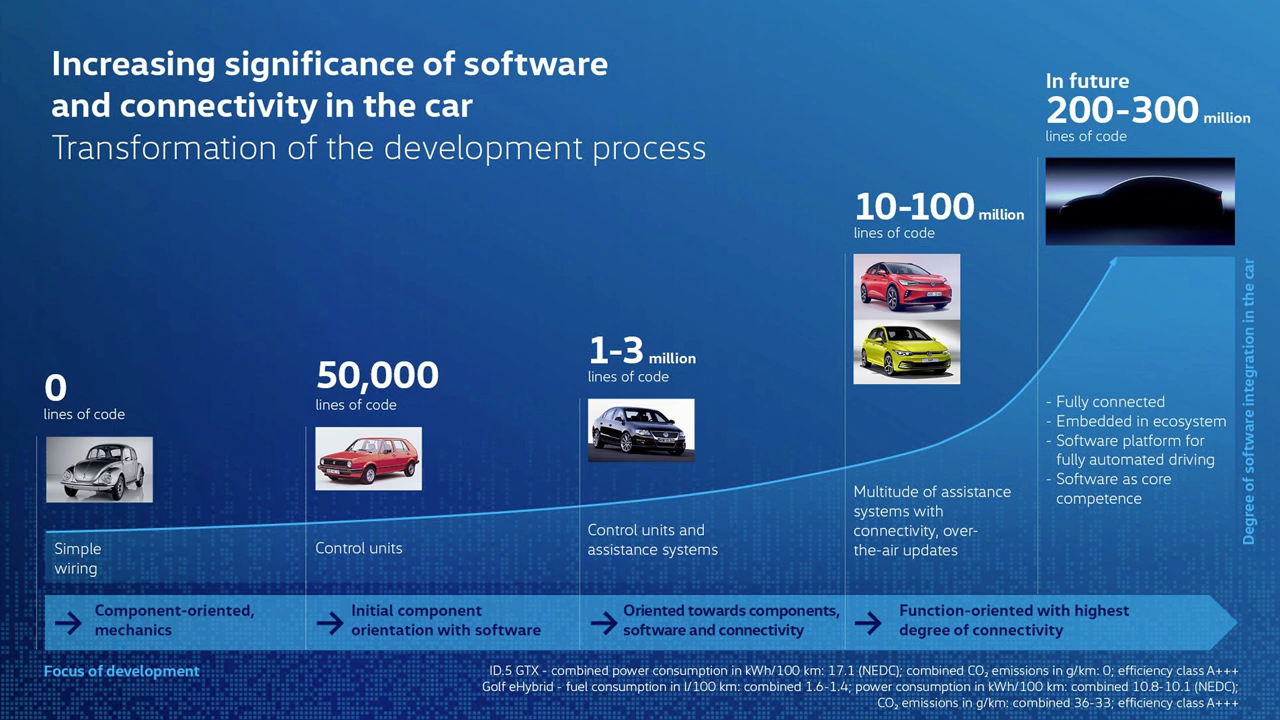 Increasing significance of software
and connectivity in the car
Transformation of the development process
In future
200-300 million
lines of code
10-100 million
lines of code
1-3 million
lines of code
50,000
lines of code
0
lines of code
Simple
wiring
Control units
Control units and
assistance systems
Multitude of assistance
systems with
connectivity, over-
the-air updates
- Fully connected
- Embedded in ecosystem
- Software platform for
fully automated driving
- Software as core
competence
Degree of software integration in the car
→ Component-oriented,
mechanics
→ Initial component
orientation with software
→ Oriented towards components,
software and connectivity
→ Function-oriented with highest
degree of connectivity
Focus of development
ID.5 GTX - combined power consumption in kWh/100 km: 17.1 (NEDC); combined CO₂ emissions in g/km: 0; efficiency class A+++
Golf eHybrid - fuel consumption in l/100 km: combined 1.6-1.4; power consumption in kWh/100 km: combined 10.8-10.1 (NEDC);
CO₂ emissions in g/km: combined 36-33; efficiency class A+++